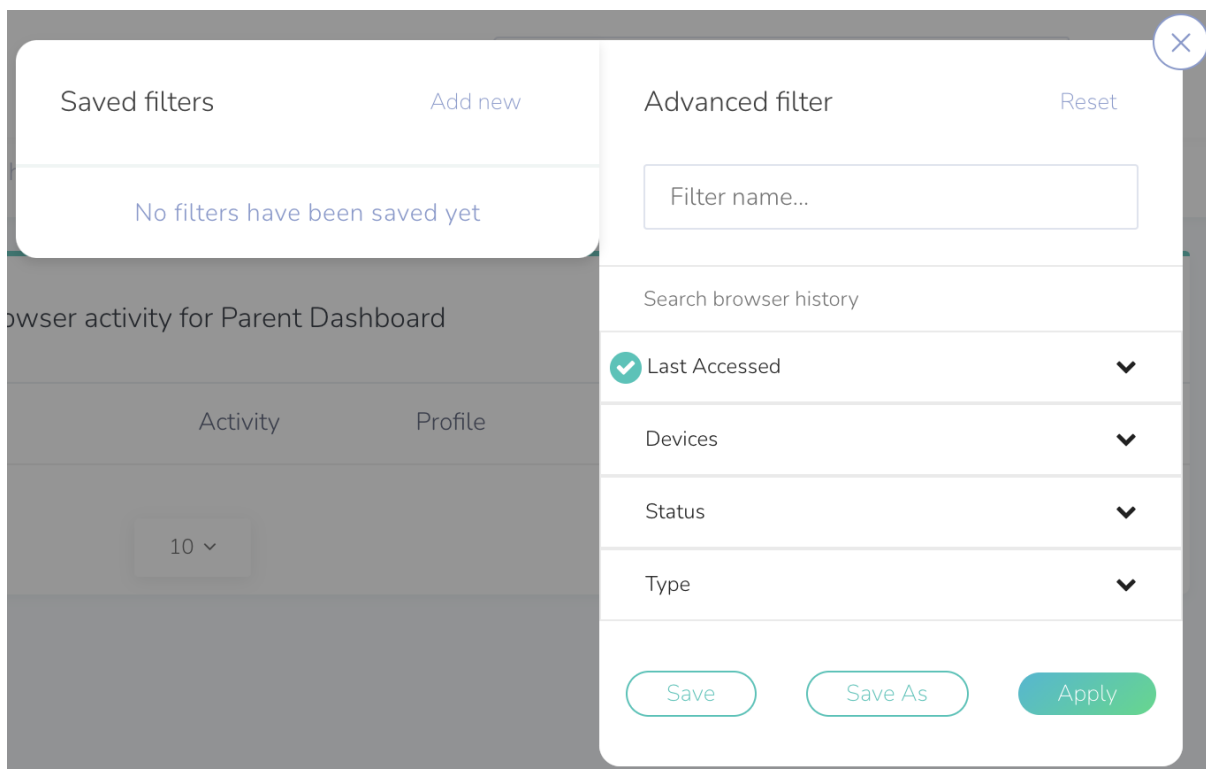 Saved filters
Add new
No filters have been saved yet
Advanced filter
Reset
Filter name...
Search browser history
Last Accessed
Devices
Status
Type
Save
Save As
Apply
activity for Parent Dashboard
Activity
Profile
10